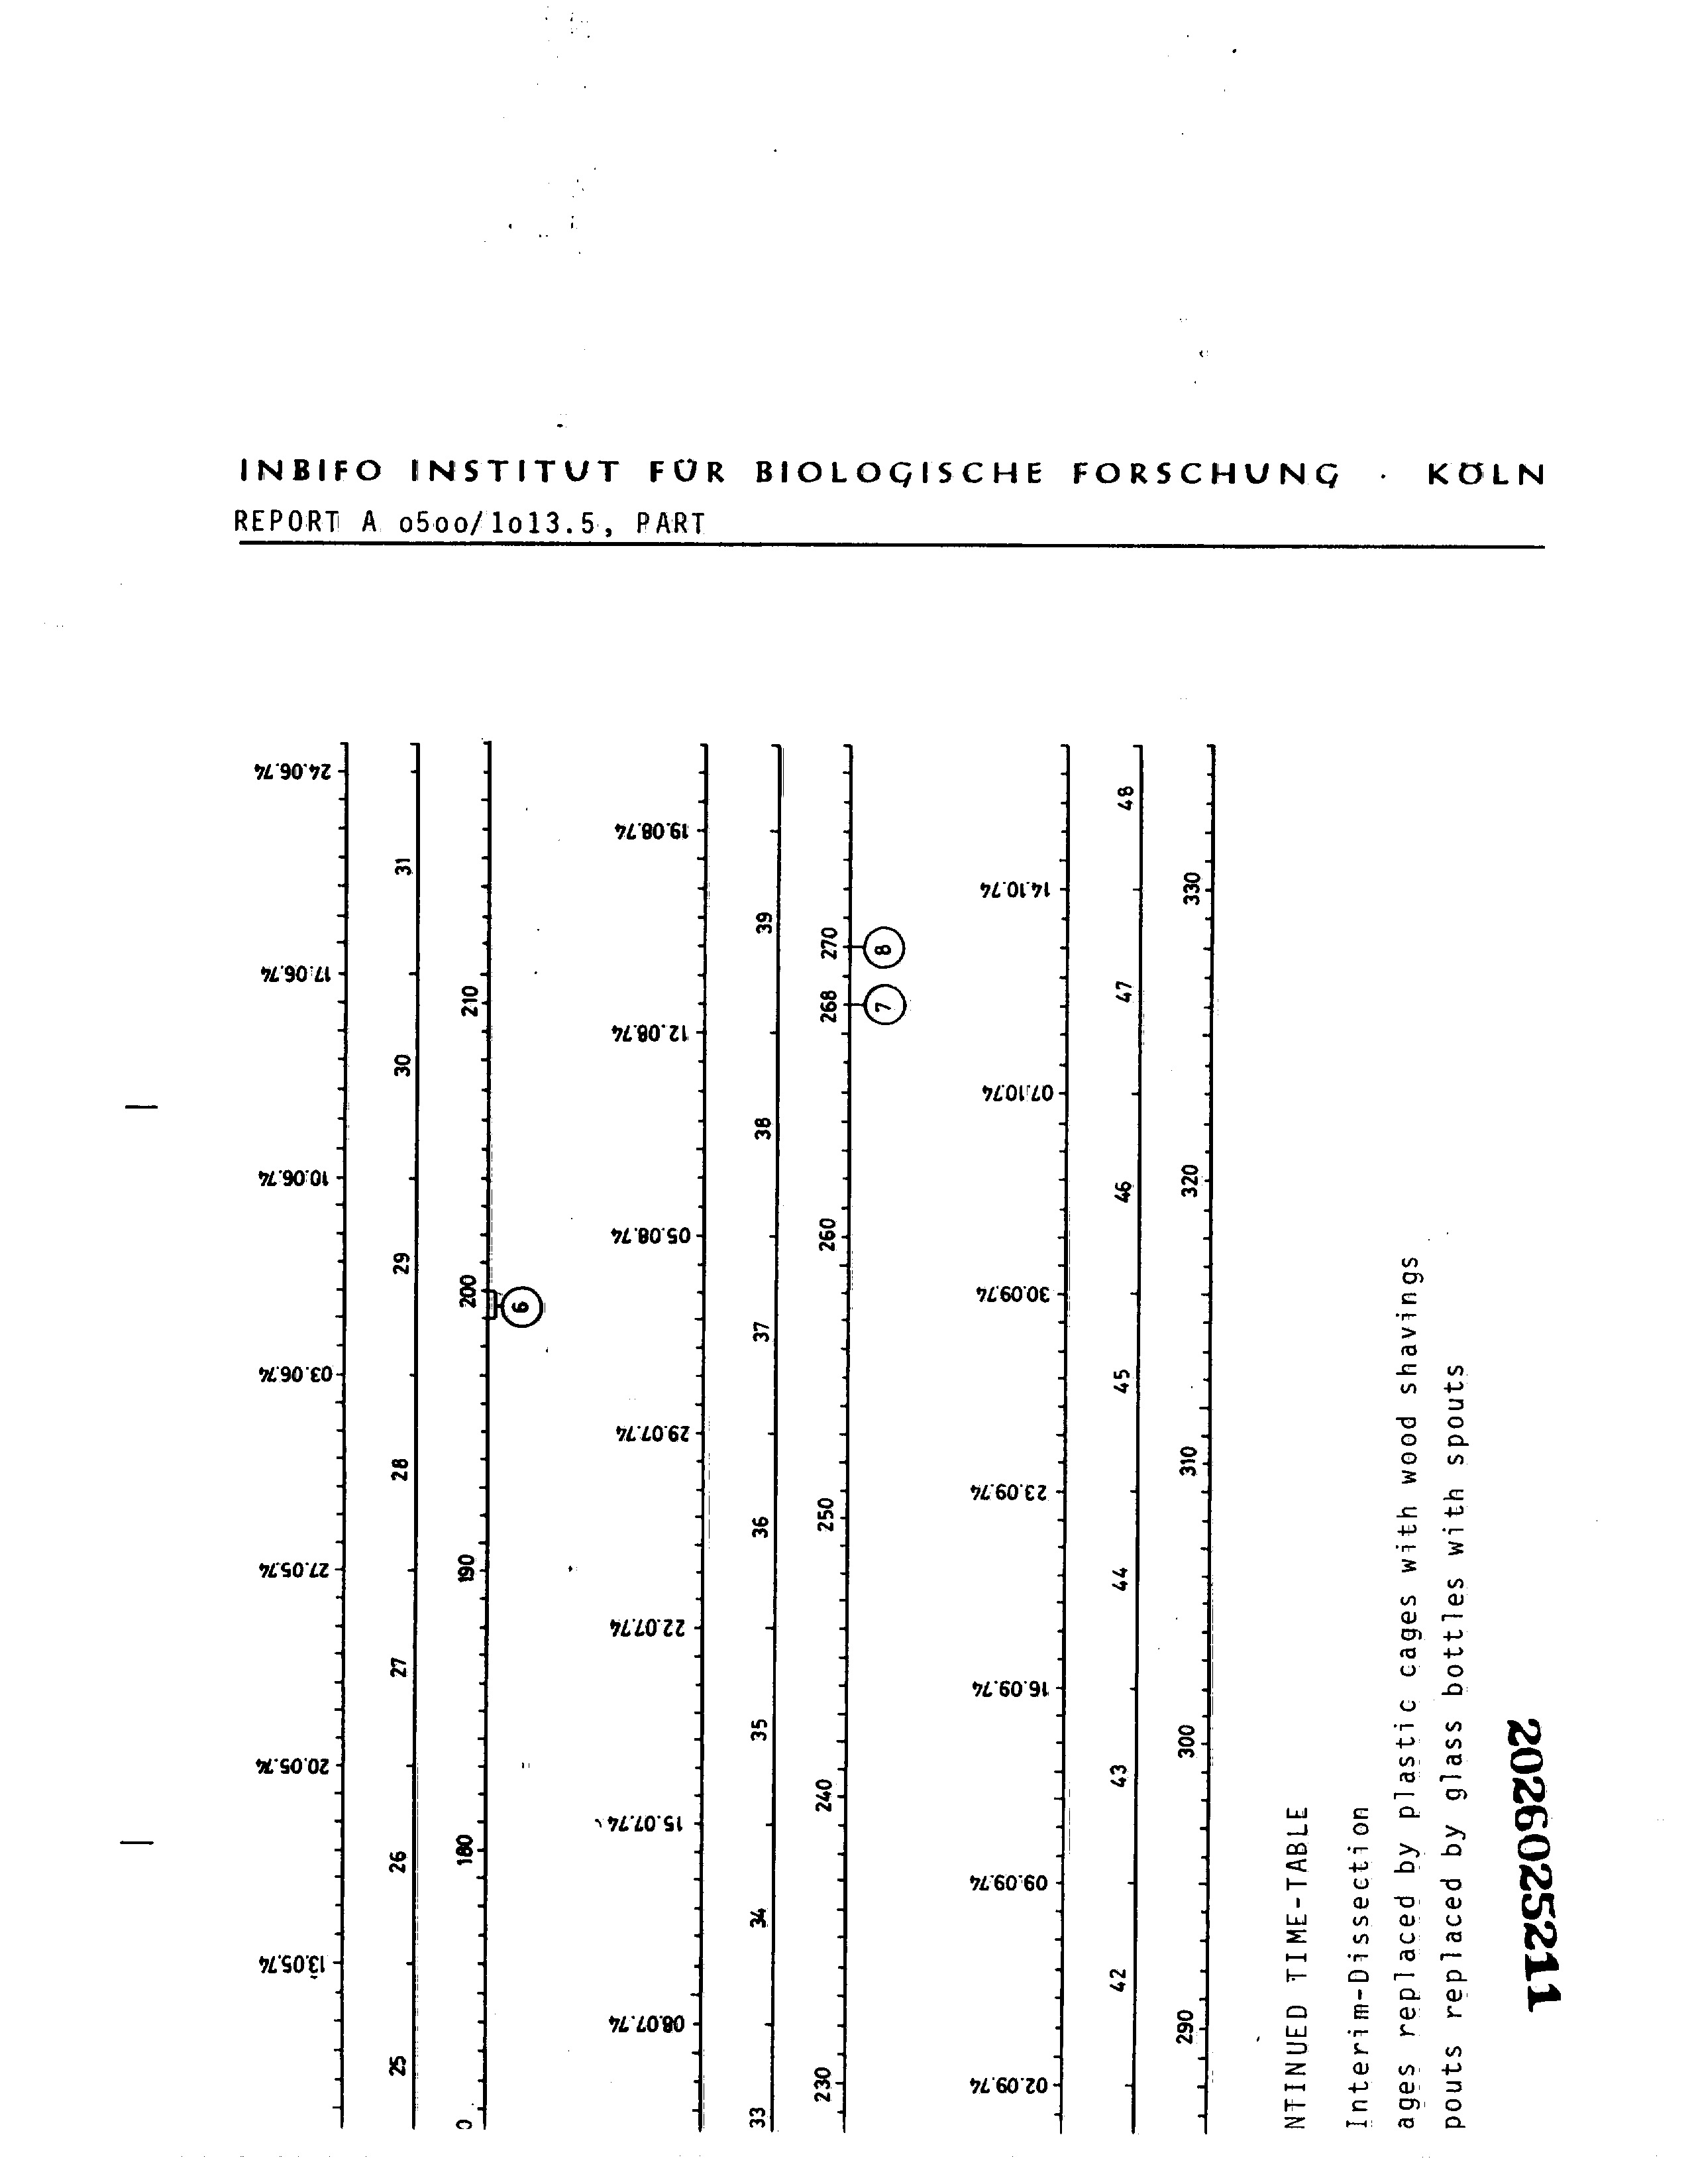 INBIFO INSTITUT FÜR BIOLOGISCHE FORSCHUNG · KÖLN
REPORT A o5oo/1o13.5, PART
13.05.74 20.05.74 27.05.74 03.06.74 10.06.74 17.06.74 24.06.74
25 26 27 28 29 30 31
180 190 200 210
6
08.07.74 15.07.74 22.07.74 29.07.74 05.08.74 12.08.74 19.08.74
33 34 35 36 37 38 39
230 240 250 260 268 270
7 8
02.09.74 09.09.74 16.09.74 23.09.74 30.09.74 07.10.74 14.10.74
42 43 44 45 46 47 48
290 300 310 320 330
NTINUED TIME-TABLE
Interim-Dissection
ages replaced by plastic cages with wood shavings
pouts replaced by glass bottles with spouts
2026025211